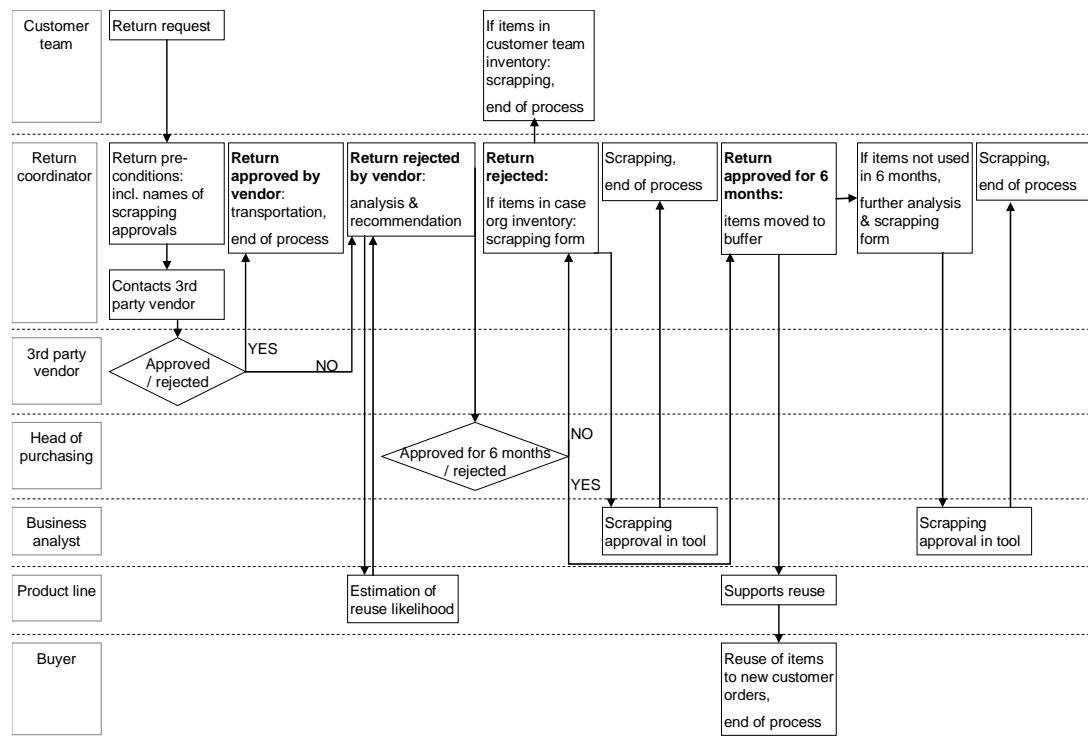 Customer
team
Return request
If items in
customer team
inventory:
scrapping,
end of process
Return
coordinator
Return pre-
conditions:
incl. names of
scrapping
approvals
Return
approved by
vendor:
transportation,
end of process
Return rejected
by vendor:
analysis &
recommendation
Return
rejected:
If items in case
org inventory:
scrapping form
Scrapping,
end of process
Return
approved for 6
months:
items moved to
buffer
If items not used
in 6 months,
further analysis
& scrapping
form
Scrapping,
end of process
Contacts 3rd
party vendor
3rd party
vendor
Approved
/ rejected
YES
NO
Head of
purchasing
Approved for 6 months
/ rejected
NO
YES
Business
analyst
Scrapping
approval in tool
Scrapping
approval in tool
Product line
Estimation of
reuse likelihood
Supports reuse
Buyer
Reuse of items
to new customer
orders,
end of process